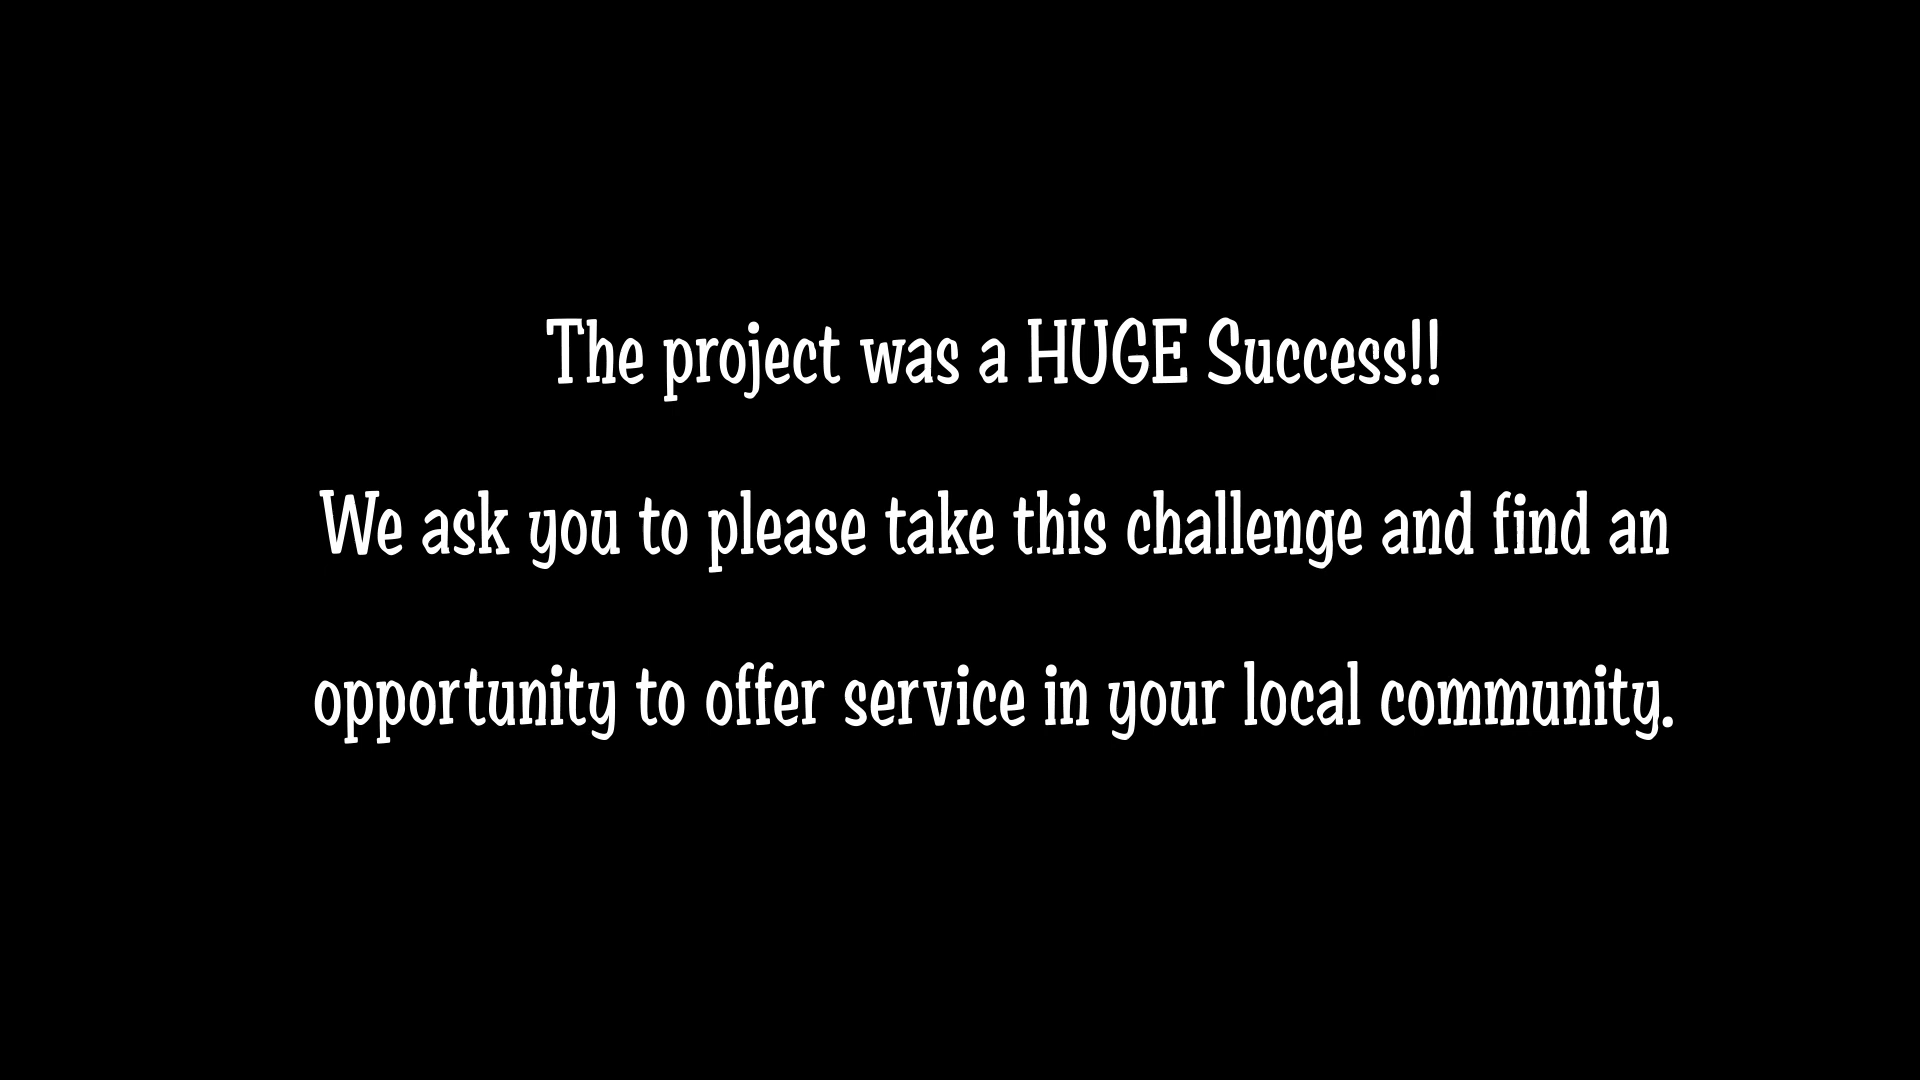 The project was a HUGE Success!!
We ask you to please take this challenge and find an
opportunity to offer service in your local community.